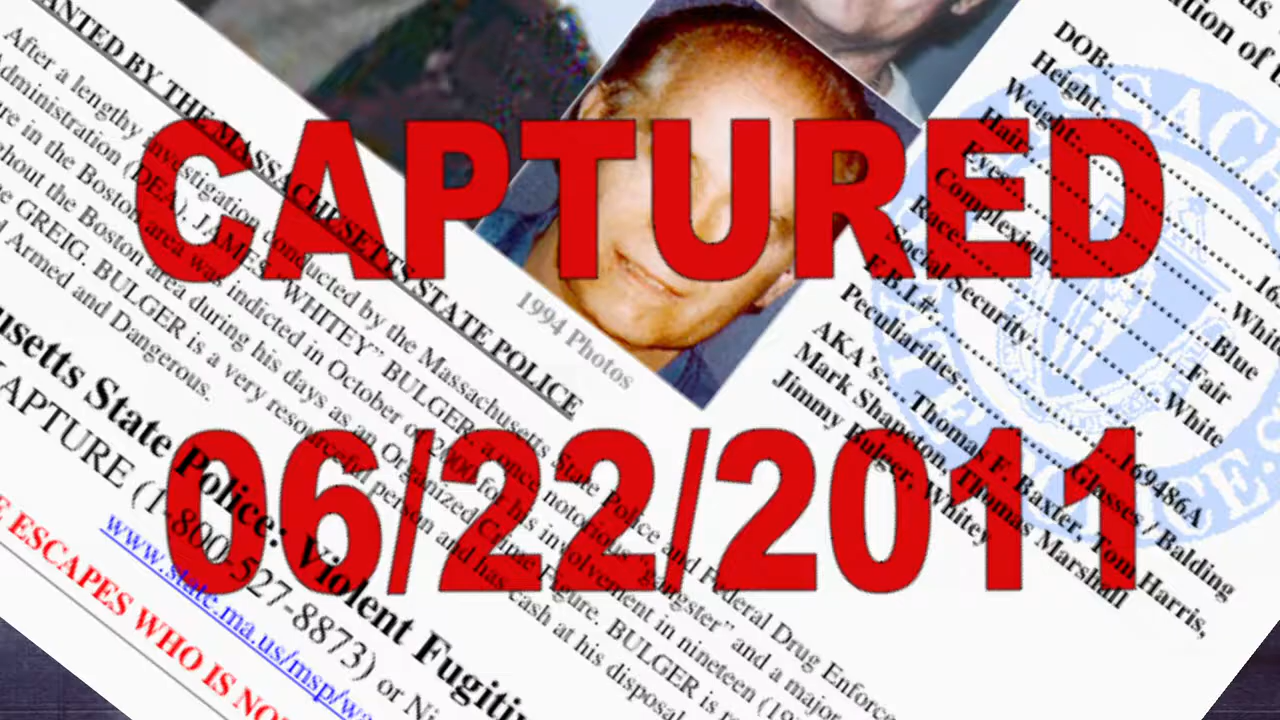 CAPTURED
06/22/2011
ANTED BY THE MASSACHUSETTS STATE POLICE
After a lengthy investigation conducted by the Massachusetts State Police and Federal Drug Enforce
Administration (DEA), JAMES "WHITEY" BULGER, a once notorious "gangster" and a major
in the Boston area was indicted in October of 2000 for his involvement in nineteen
the Boston area during his days as an Organized Crime Figure. BULGER is
GREIG. BULGER is a very resourceful person and has cash at his disposal
Armed and Dangerous.
usetts State Police: Violent Fugitiv
APTURE (1-800-527-8873) or Ni
www.state.ma.us/msp/wa
E ESCAPES WHO IS NO
1994 Photos
DOB:
Height:
Weight:
Hair
Eyes
Complexion
Race
Social Security
F.B.I.#:
Peculiarities
AKA's... Thomas F. Baxter, Tom Harris,
Mark Shapeton, Thomas Marshall
Jimmy Bulger, Whitey
16
White
Blue
Fair
White
169486A
Glasses / Balding